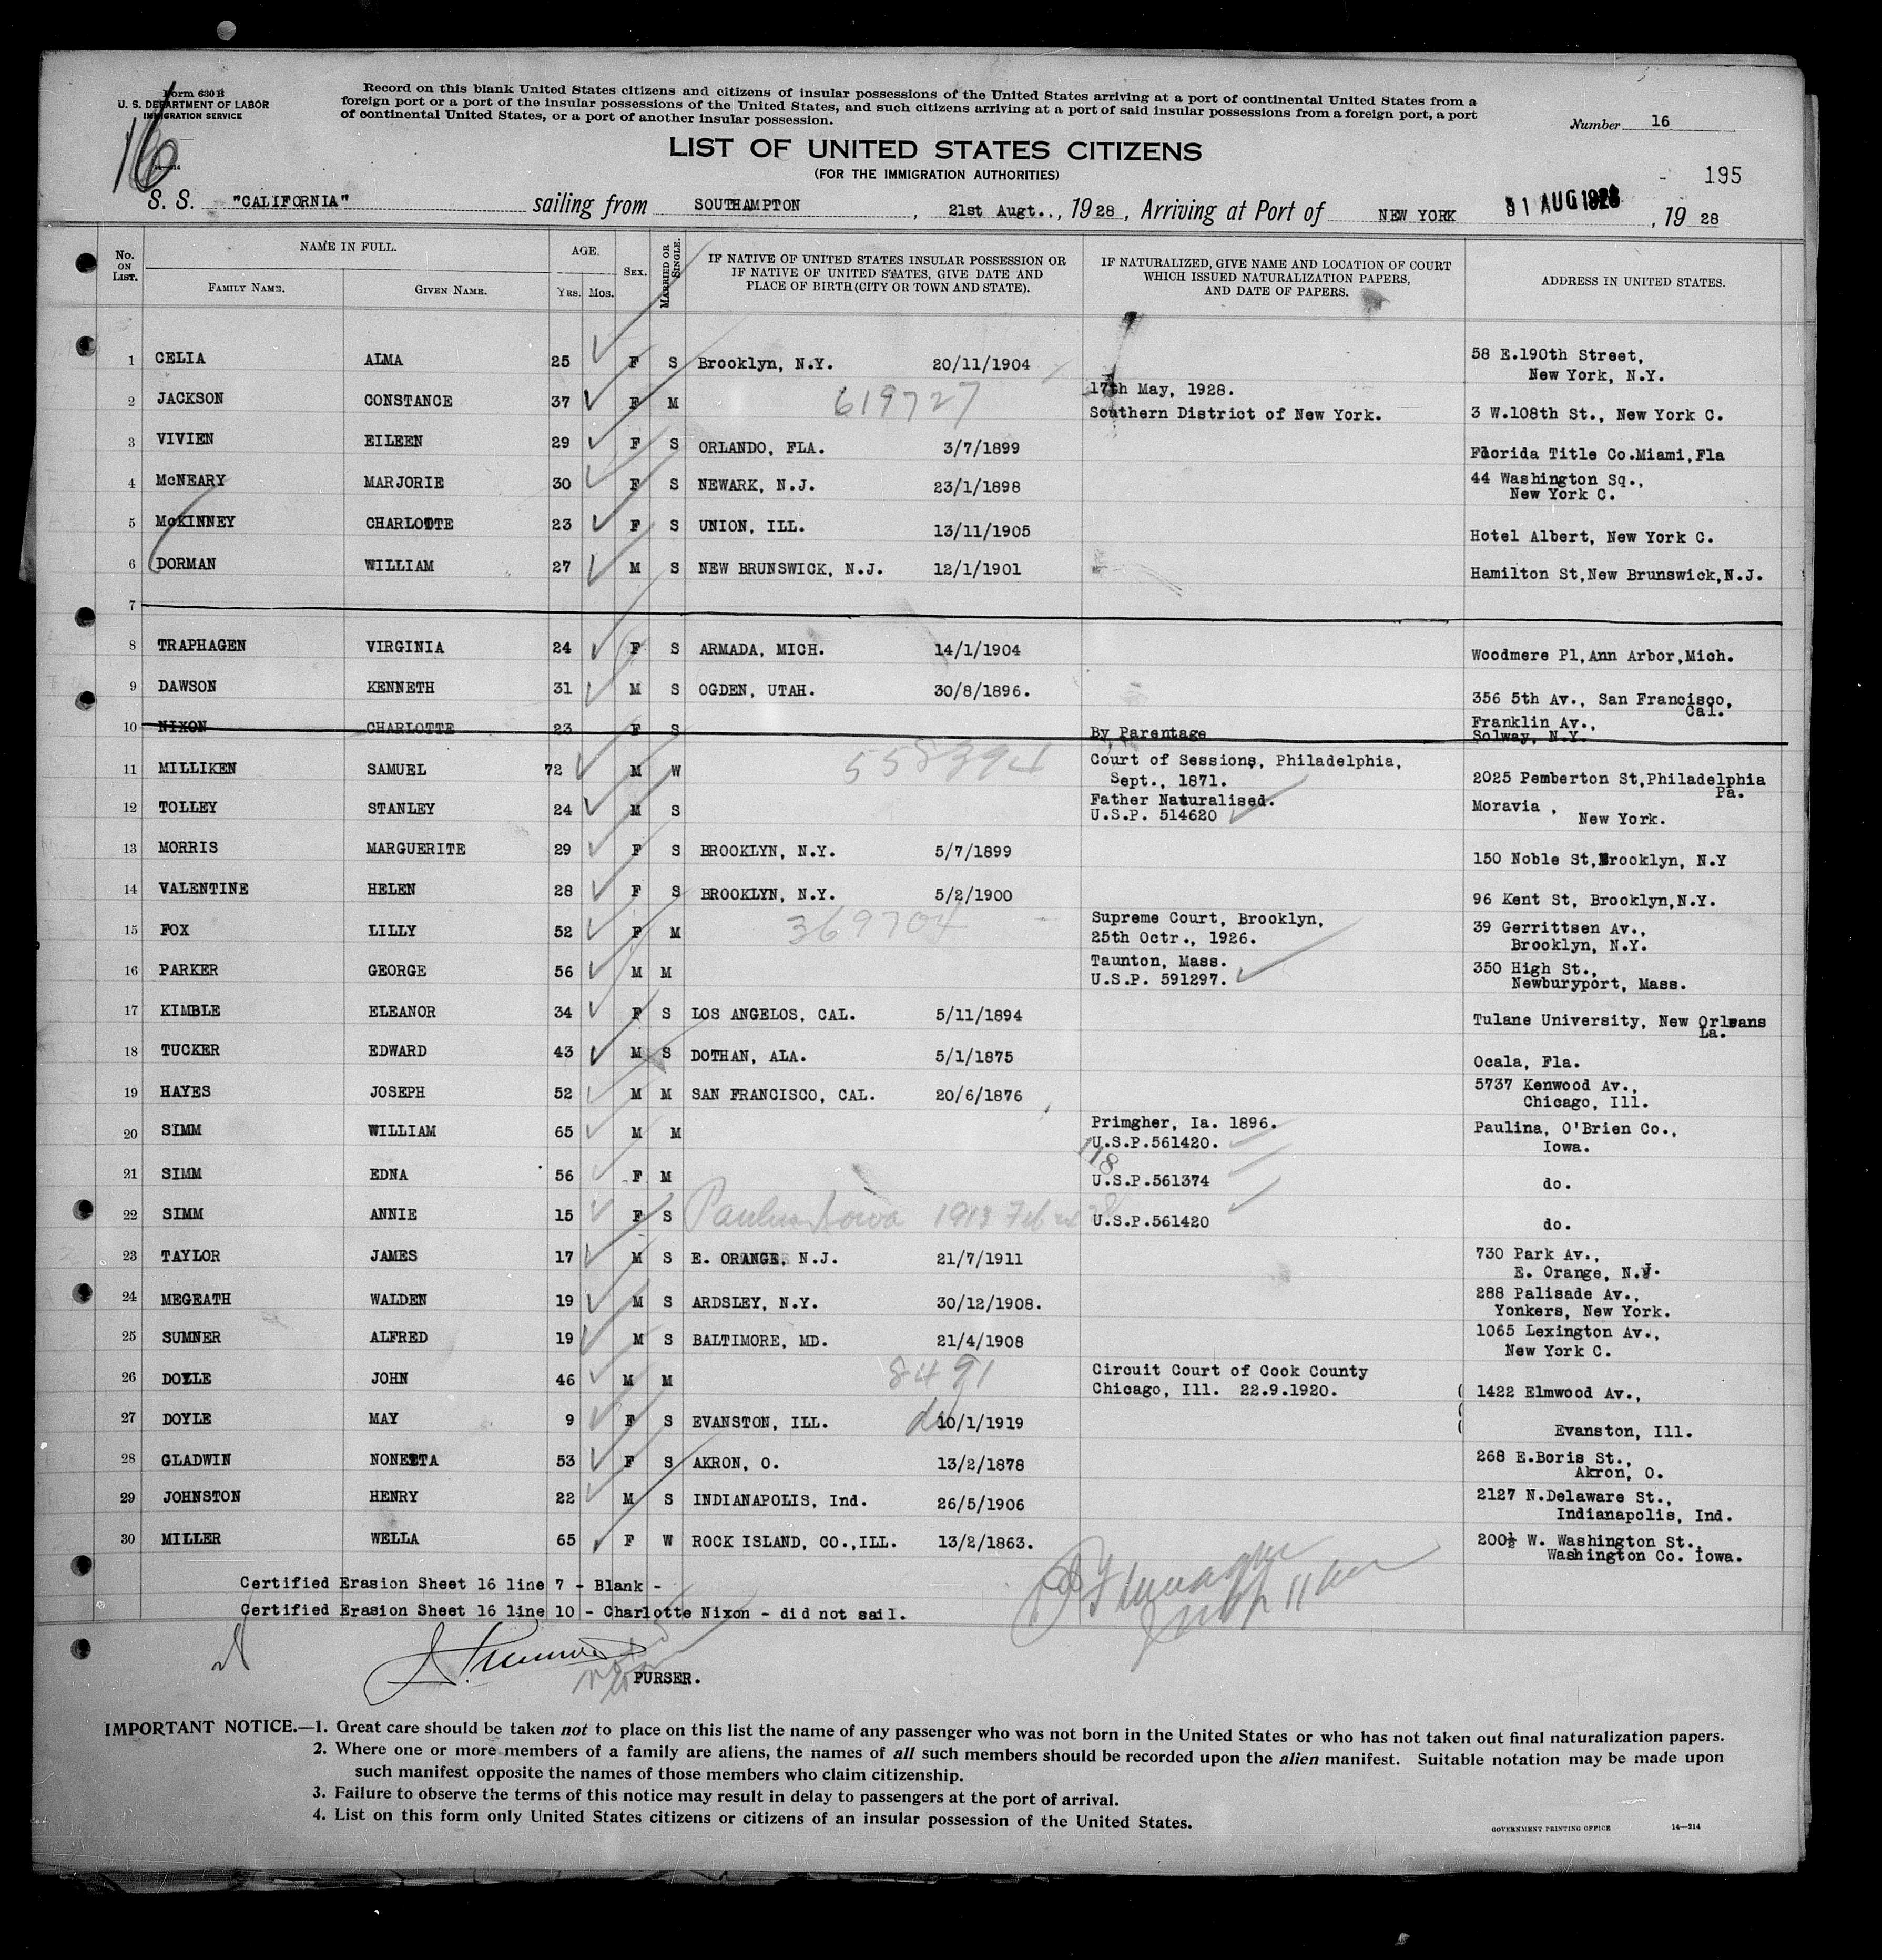 Form 630 B
U. S. DEPARTMENT OF LABOR
IMMIGRATION SERVICE
14—214
16
Record on this blank United States citizens and citizens of insular possessions of the United States arriving at a port of continental United States from a
foreign port or a port of the insular possessions of the United States, and such citizens arriving at a port of said insular possessions from a foreign port, a port
of continental United States, or a port of another insular possession.
Number 16
LIST OF UNITED STATES CITIZENS
(FOR THE IMMIGRATION AUTHORITIES)
195
S. S. "CALIFORNIA" sailing from SOUTHAMPTON, 21st Augt.., 1928, Arriving at Port of NEW YORK 31 AUG 1928, 1928
No. ON LIST. NAME IN FULL. AGE. SEX. MARRIED OR SINGLE. IF NATIVE OF UNITED STATES INSULAR POSSESSION OR IF NATIVE OF UNITED STATES, GIVE DATE AND PLACE OF BIRTH (CITY OR TOWN AND STATE). IF NATURALIZED, GIVE NAME AND LOCATION OF COURT WHICH ISSUED NATURALIZATION PAPERS, AND DATE OF PAPERS. ADDRESS IN UNITED STATES.
FAMILY NAME. GIVEN NAME. YRS. MOS.
1 CELIA ALMA 25 F S Brooklyn, N.Y. 20/11/1904 58 E.190th Street,
New York, N.Y.
2 JACKSON CONSTANCE 37 F M 619727 17th May, 1928.
Southern District of New York. 3 W.108th St., New York C.
3 VIVIEN EILEEN 29 F S ORLANDO, FLA. 3/7/1899 Florida Title Co.Miami,Fla
4 McNEARY MARJORIE 30 F S NEWARK, N.J. 23/1/1898 44 Washington Sq.,
New York C.
5 McKINNEY CHARLOTTE 23 F S UNION, ILL. 13/11/1905 Hotel Albert, New York C.
6 DORMAN WILLIAM 27 M S NEW BRUNSWICK, N.J. 12/1/1901 Hamilton St,New Brunswick,N.J.
7
8 TRAPHAGEN VIRGINIA 24 F S ARMADA, MICH. 14/1/1904 Woodmere Pl,Ann Arbor,Mich.
9 DAWSON KENNETH 31 M S OGDEN, UTAH. 30/8/1896. 356 5th Av., San Francisco,
Cal.
10 NIXON CHARLOTTE 23 F S By Parentage Franklin Av.,
Solway, N.Y.
11 MILLIKEN SAMUEL 72 M W 558394 Court of Sessions, Philadelphia,
Sept., 1871. 2025 Pemberton St,Philadelphia
Pa.
12 TOLLEY STANLEY 24 M S Father Naturalised.
U.S.P. 514620 Moravia ,
New York.
13 MORRIS MARGUERITE 29 F S BROOKLYN, N.Y. 5/7/1899 150 Noble St,Brooklyn, N.Y
14 VALENTINE HELEN 28 F S BROOKLYN, N.Y. 5/2/1900 96 Kent St, Brooklyn,N.Y.
15 FOX LILLY 52 F M 369704 Supreme Court, Brooklyn,
25th Octr., 1926. 39 Gerrittsen Av.,
Brooklyn, N.Y.
16 PARKER GEORGE 56 M M Taunton, Mass.
U.S.P. 591297. 350 High St.,
Newburyport, Mass.
17 KIMBLE ELEANOR 34 F S LOS ANGELOS, CAL. 5/11/1894 Tulane University, New Orleans
La.
18 TUCKER EDWARD 43 M S DOTHAN, ALA. 5/1/1875 Ocala, Fla.
19 HAYES JOSEPH 52 M M SAN FRANCISCO, CAL. 20/6/1876 5737 Kenwood Av.,
Chicago, Ill.
20 SIMM WILLIAM 65 M M Primgher, Ia. 1896.
U.S.P.561420. Paulina, O'Brien Co.,
Iowa.
118
21 SIMM EDNA 56 F M U.S.P.561374 do.
22 SIMM ANNIE 15 F S Paulina Iowa 1913 Feb U.S.P.561420 do.
23 TAYLOR JAMES 17 M S E. ORANGE, N.J. 21/7/1911 730 Park Av.,
E. Orange, N.J.
24 MEGEATH WALDEN 19 M S ARDSLEY, N.Y. 30/12/1908. 288 Palisade Av.,
Yonkers, New York.
25 SUMNER ALFRED 19 M S BALTIMORE, MD. 21/4/1908 1065 Lexington Av.,
New York C.
26 DOYLE JOHN 46 M M 8491 Circuit Court of Cook County
Chicago, Ill. 22.9.1920. 1422 Elmwood Av.,
27 DOYLE MAY 9 F S EVANSTON, ILL. 10/1/1919 Evanston, Ill.
28 GLADWIN NONETTA 53 F S AKRON, O. 13/2/1878 268 E.Boris St.,
Akron, O.
29 JOHNSTON HENRY 22 M S INDIANAPOLIS, Ind. 26/5/1906 2127 N.Delaware St.,
Indianapolis, Ind.
30 MILLER WELLA 65 F W ROCK ISLAND, CO.,ILL. 13/2/1863. 200½ W. Washington St.,
Washington Co. Iowa.
Certified Erasion Sheet 16 line 7 - Blank -
Certified Erasion Sheet 16 line 10 - Charlotte Nixon - did not sail.
PURSER.
IMPORTANT NOTICE.—1. Great care should be taken not to place on this list the name of any passenger who was not born in the United States or who has not taken out final naturalization papers.
2. Where one or more members of a family are aliens, the names of all such members should be recorded upon the alien manifest. Suitable notation may be made upon
such manifest opposite the names of those members who claim citizenship.
3. Failure to observe the terms of this notice may result in delay to passengers at the port of arrival.
4. List on this form only United States citizens or citizens of an insular possession of the United States.
GOVERNMENT PRINTING OFFICE 14—214